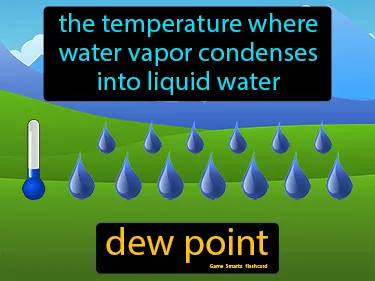 the temperature where
water vapor condenses
into liquid water
dew point
Game Smartz flashcard